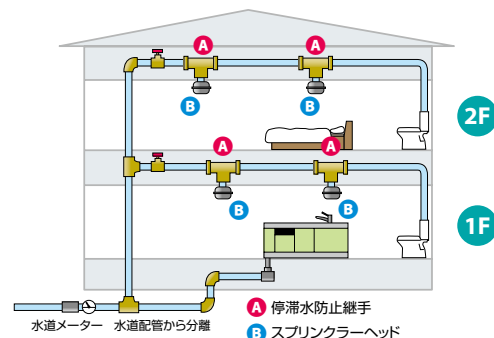 A A
B B
2F
A A
B B
1F
水道メーター 水道配管から分離
A 停滞水防止継手
B スプリンクラーヘッド